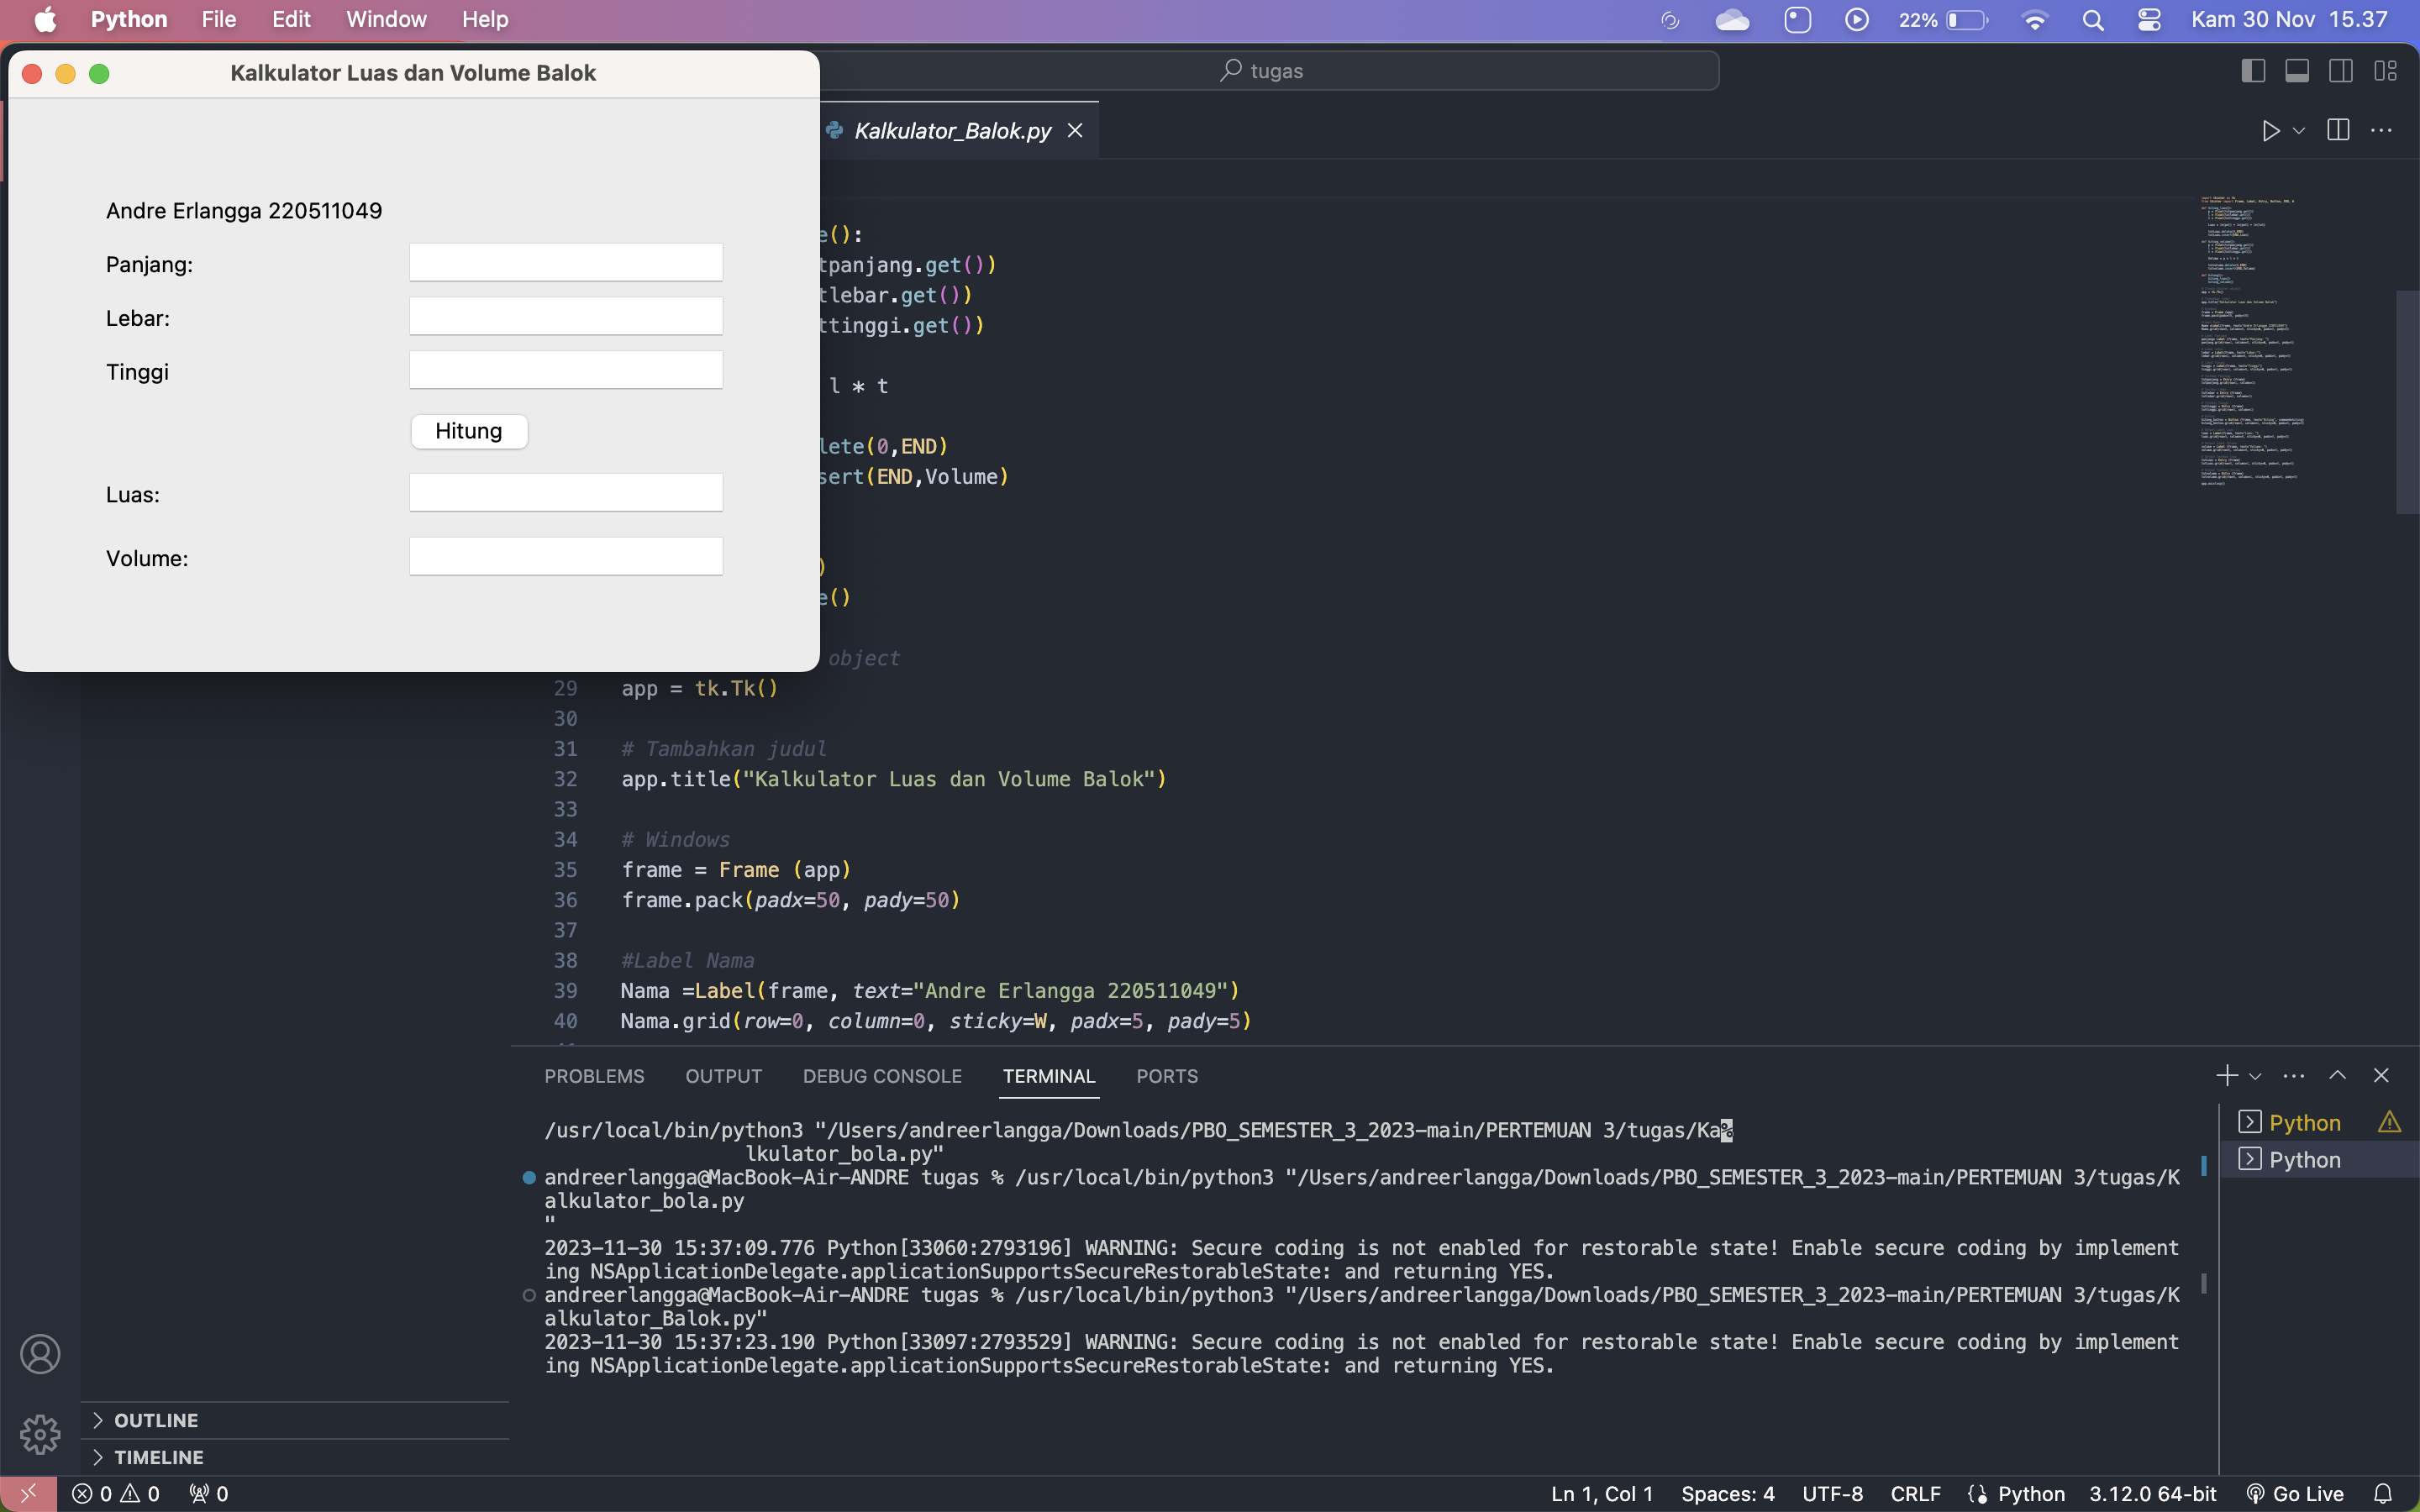 Python File Edit Window Help 22% Kam 30 Nov 15.37
Kalkulator Luas dan Volume Balok
tugas
Kalkulator_Balok.py
Andre Erlangga 220511049
Panjang:
Lebar:
Tinggi
Hitung
Luas:
Volume:
e():
tpanjang.get())
tlebar.get())
ttinggi.get())
l * t
lete(0,END)
sert(END,Volume)
)
e()
object
29 app = tk.Tk()
30
31 # Tambahkan judul
32 app.title("Kalkulator Luas dan Volume Balok")
33
34 # Windows
35 frame = Frame (app)
36 frame.pack(padx=50, pady=50)
37
38 #Label Nama
39 Nama =Label(frame, text="Andre Erlangga 220511049")
40 Nama.grid(row=0, column=0, sticky=W, padx=5, pady=5)
PROBLEMS OUTPUT DEBUG CONSOLE TERMINAL PORTS
/usr/local/bin/python3 "/Users/andreerlangga/Downloads/PBO_SEMESTER_3_2023-main/PERTEMUAN 3/tugas/Ka%
lkulator_bola.py"
andreerlangga@MacBook-Air-ANDRE tugas % /usr/local/bin/python3 "/Users/andreerlangga/Downloads/PBO_SEMESTER_3_2023-main/PERTEMUAN 3/tugas/K
alkulator_bola.py
"
2023-11-30 15:37:09.776 Python[33060:2793196] WARNING: Secure coding is not enabled for restorable state! Enable secure coding by implement
ing NSApplicationDelegate.applicationSupportsSecureRestorableState: and returning YES.
andreerlangga@MacBook-Air-ANDRE tugas % /usr/local/bin/python3 "/Users/andreerlangga/Downloads/PBO_SEMESTER_3_2023-main/PERTEMUAN 3/tugas/K
alkulator_Balok.py"
2023-11-30 15:37:23.190 Python[33097:2793529] WARNING: Secure coding is not enabled for restorable state! Enable secure coding by implement
ing NSApplicationDelegate.applicationSupportsSecureRestorableState: and returning YES.
Python
Python
OUTLINE
TIMELINE
0 0 0 Ln 1, Col 1 Spaces: 4 UTF-8 CRLF Python 3.12.0 64-bit Go Live